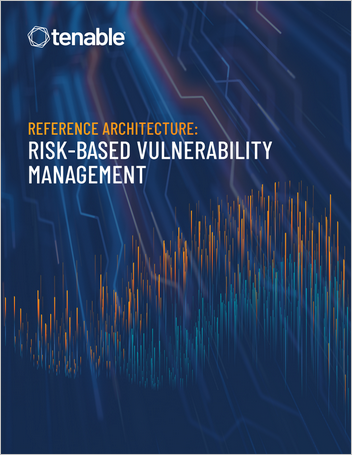 tenable
REFERENCE ARCHITECTURE:
RISK-BASED VULNERABILITY
MANAGEMENT